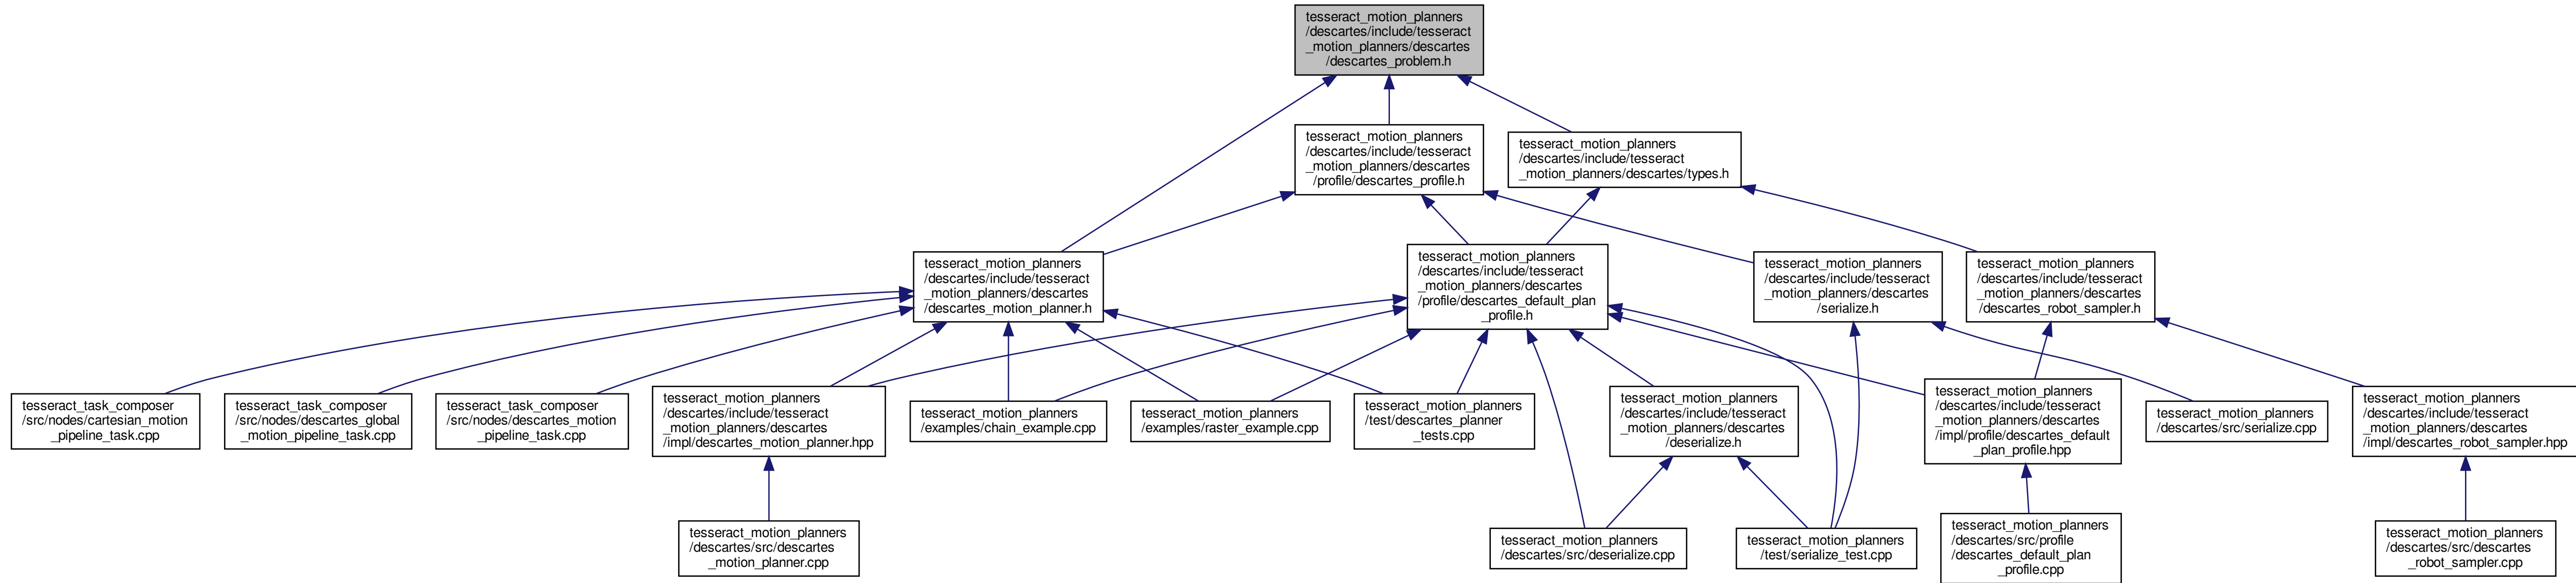 tesseract_motion_planners
/descartes/include/tesseract
_motion_planners/descartes
/descartes_problem.h
tesseract_motion_planners
/descartes/include/tesseract
_motion_planners/descartes
/profile/descartes_profile.h
tesseract_motion_planners
/descartes/include/tesseract
_motion_planners/descartes/types.h
tesseract_motion_planners
/descartes/include/tesseract
_motion_planners/descartes
/descartes_motion_planner.h
tesseract_motion_planners
/descartes/include/tesseract
_motion_planners/descartes
/profile/descartes_default_plan
_profile.h
tesseract_motion_planners
/descartes/include/tesseract
_motion_planners/descartes
/serialize.h
tesseract_motion_planners
/descartes/include/tesseract
_motion_planners/descartes
/descartes_robot_sampler.h
tesseract_task_composer
/src/nodes/cartesian_motion
_pipeline_task.cpp
tesseract_task_composer
/src/nodes/descartes_global
_motion_pipeline_task.cpp
tesseract_task_composer
/src/nodes/descartes_motion
_pipeline_task.cpp
tesseract_motion_planners
/descartes/include/tesseract
_motion_planners/descartes
/impl/descartes_motion_planner.hpp
tesseract_motion_planners
/examples/chain_example.cpp
tesseract_motion_planners
/examples/raster_example.cpp
tesseract_motion_planners
/test/descartes_planner
_tests.cpp
tesseract_motion_planners
/descartes/include/tesseract
_motion_planners/descartes
/deserialize.h
tesseract_motion_planners
/descartes/include/tesseract
_motion_planners/descartes
/impl/profile/descartes_default
_plan_profile.hpp
tesseract_motion_planners
/descartes/src/serialize.cpp
tesseract_motion_planners
/descartes/include/tesseract
_motion_planners/descartes
/impl/descartes_robot_sampler.hpp
tesseract_motion_planners
/descartes/src/descartes
_motion_planner.cpp
tesseract_motion_planners
/descartes/src/deserialize.cpp
tesseract_motion_planners
/test/serialize_test.cpp
tesseract_motion_planners
/descartes/src/profile
/descartes_default_plan
_profile.cpp
tesseract_motion_planners
/descartes/src/descartes
_robot_sampler.cpp